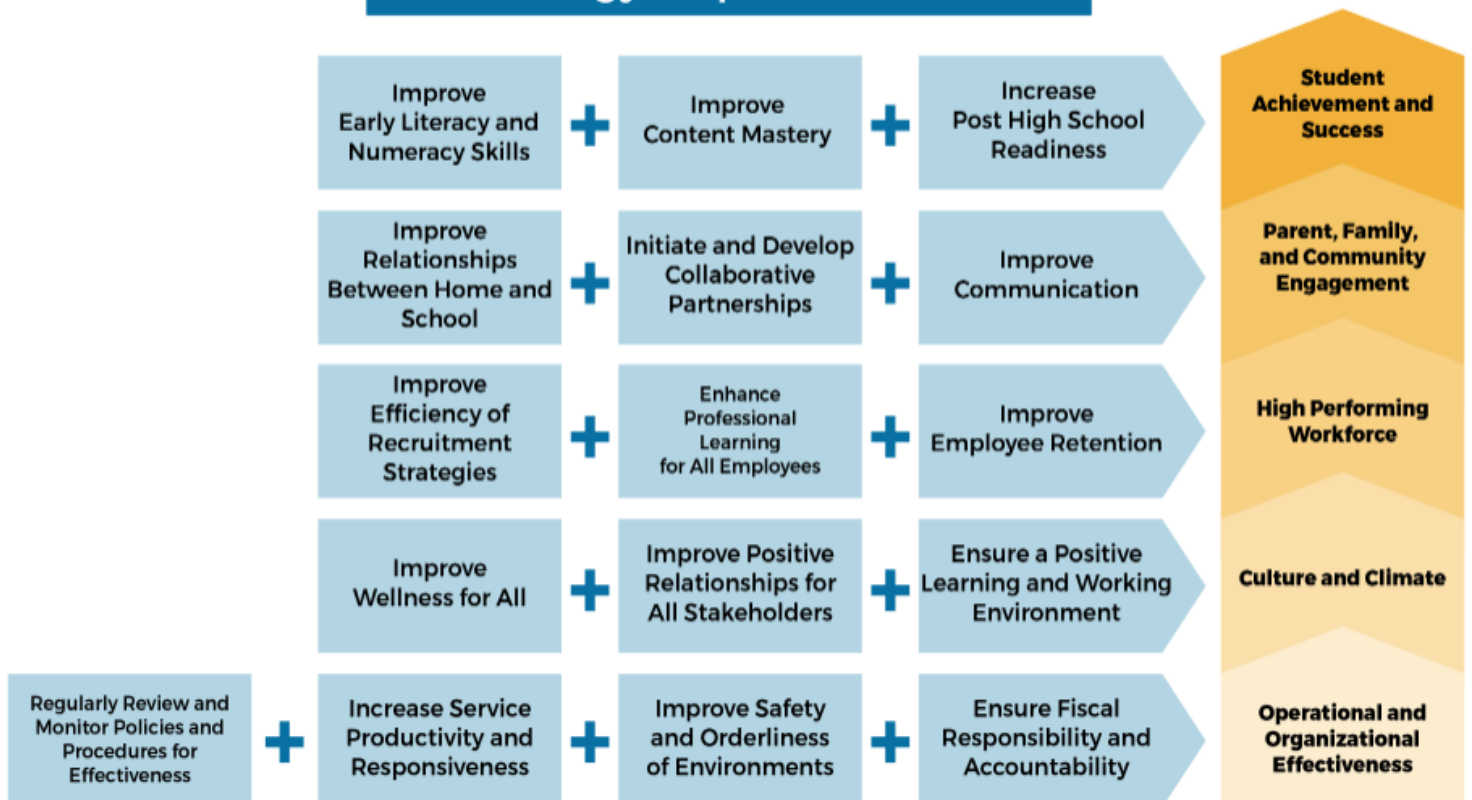 Improve
Early Literacy and
Numeracy Skills
Improve
Content Mastery
Increase
Post High School
Readiness
Student
Achievement and
Success
Improve
Relationships
Between Home and
School
Initiate and Develop
Collaborative
Partnerships
Improve
Communication
Parent, Family,
and Community
Engagement
Improve
Efficiency of
Recruitment
Strategies
Enhance
Professional
Learning
for All Employees
Improve
Employee Retention
High Performing
Workforce
Improve
Wellness for All
Improve Positive
Relationships for
All Stakeholders
Ensure a Positive
Learning and Working
Environment
Culture and Climate
Regularly Review and
Monitor Policies and
Procedures for
Effectiveness
Increase Service
Productivity and
Responsiveness
Improve Safety
and Orderliness
of Environments
Ensure Fiscal
Responsibility and
Accountability
Operational and
Organizational
Effectiveness